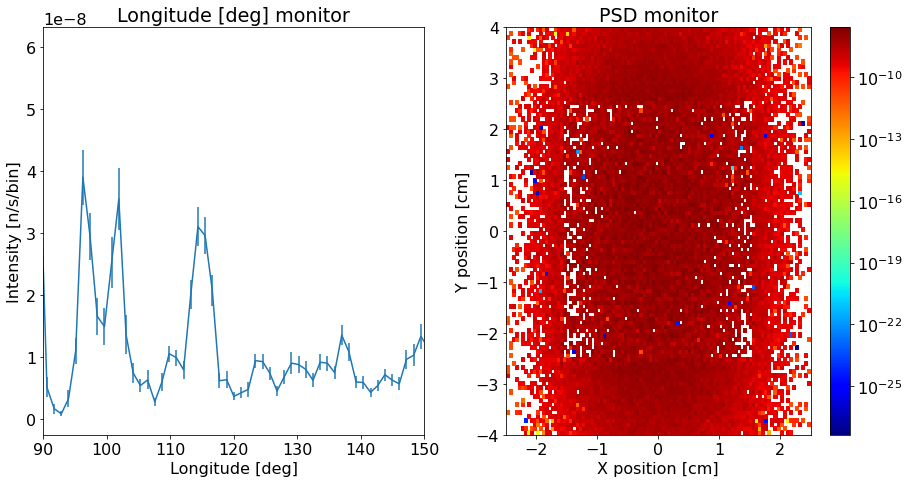 Longitude [deg] monitor
1e−8
6
5
4
3
2
1
0
Intensity [n/s/bin]
90 100 110 120 130 140 150
Longitude [deg]
PSD monitor
4
3
2
1
0
−1
−2
−3
−4
Y position [cm]
−2 −1 0 1 2
X position [cm]
10⁻¹⁰
10⁻¹³
10⁻¹⁶
10⁻¹⁹
10⁻²²
10⁻²⁵